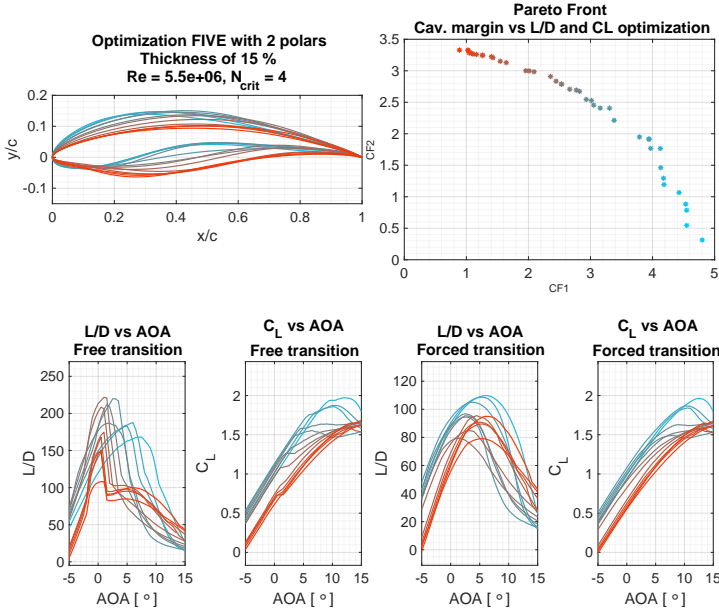 Optimization FIVE with 2 polars
Thickness of 15 %
Re = 5.5e+06, N_crit = 4
0.2
0.1
0
-0.1
y/c
0 0.2 0.4 0.6 0.8 1
x/c
Pareto Front
Cav. margin vs L/D and CL optimization
3.5
3
2.5
2
1.5
1
0.5
0
CF2
0 1 2 3 4 5
CF1
L/D vs AOA
Free transition
250
200
150
100
50
0
L/D
-5 0 5 10 15
AOA [ ° ]
C_L vs AOA
Free transition
2
1.5
1
0.5
0
C_L
-5 0 5 10 15
AOA [ ° ]
L/D vs AOA
Forced transition
120
100
80
60
40
20
0
L/D
-5 0 5 10 15
AOA [ ° ]
C_L vs AOA
Forced transition
2
1.5
1
0.5
0
C_L
-5 0 5 10 15
AOA [ ° ]